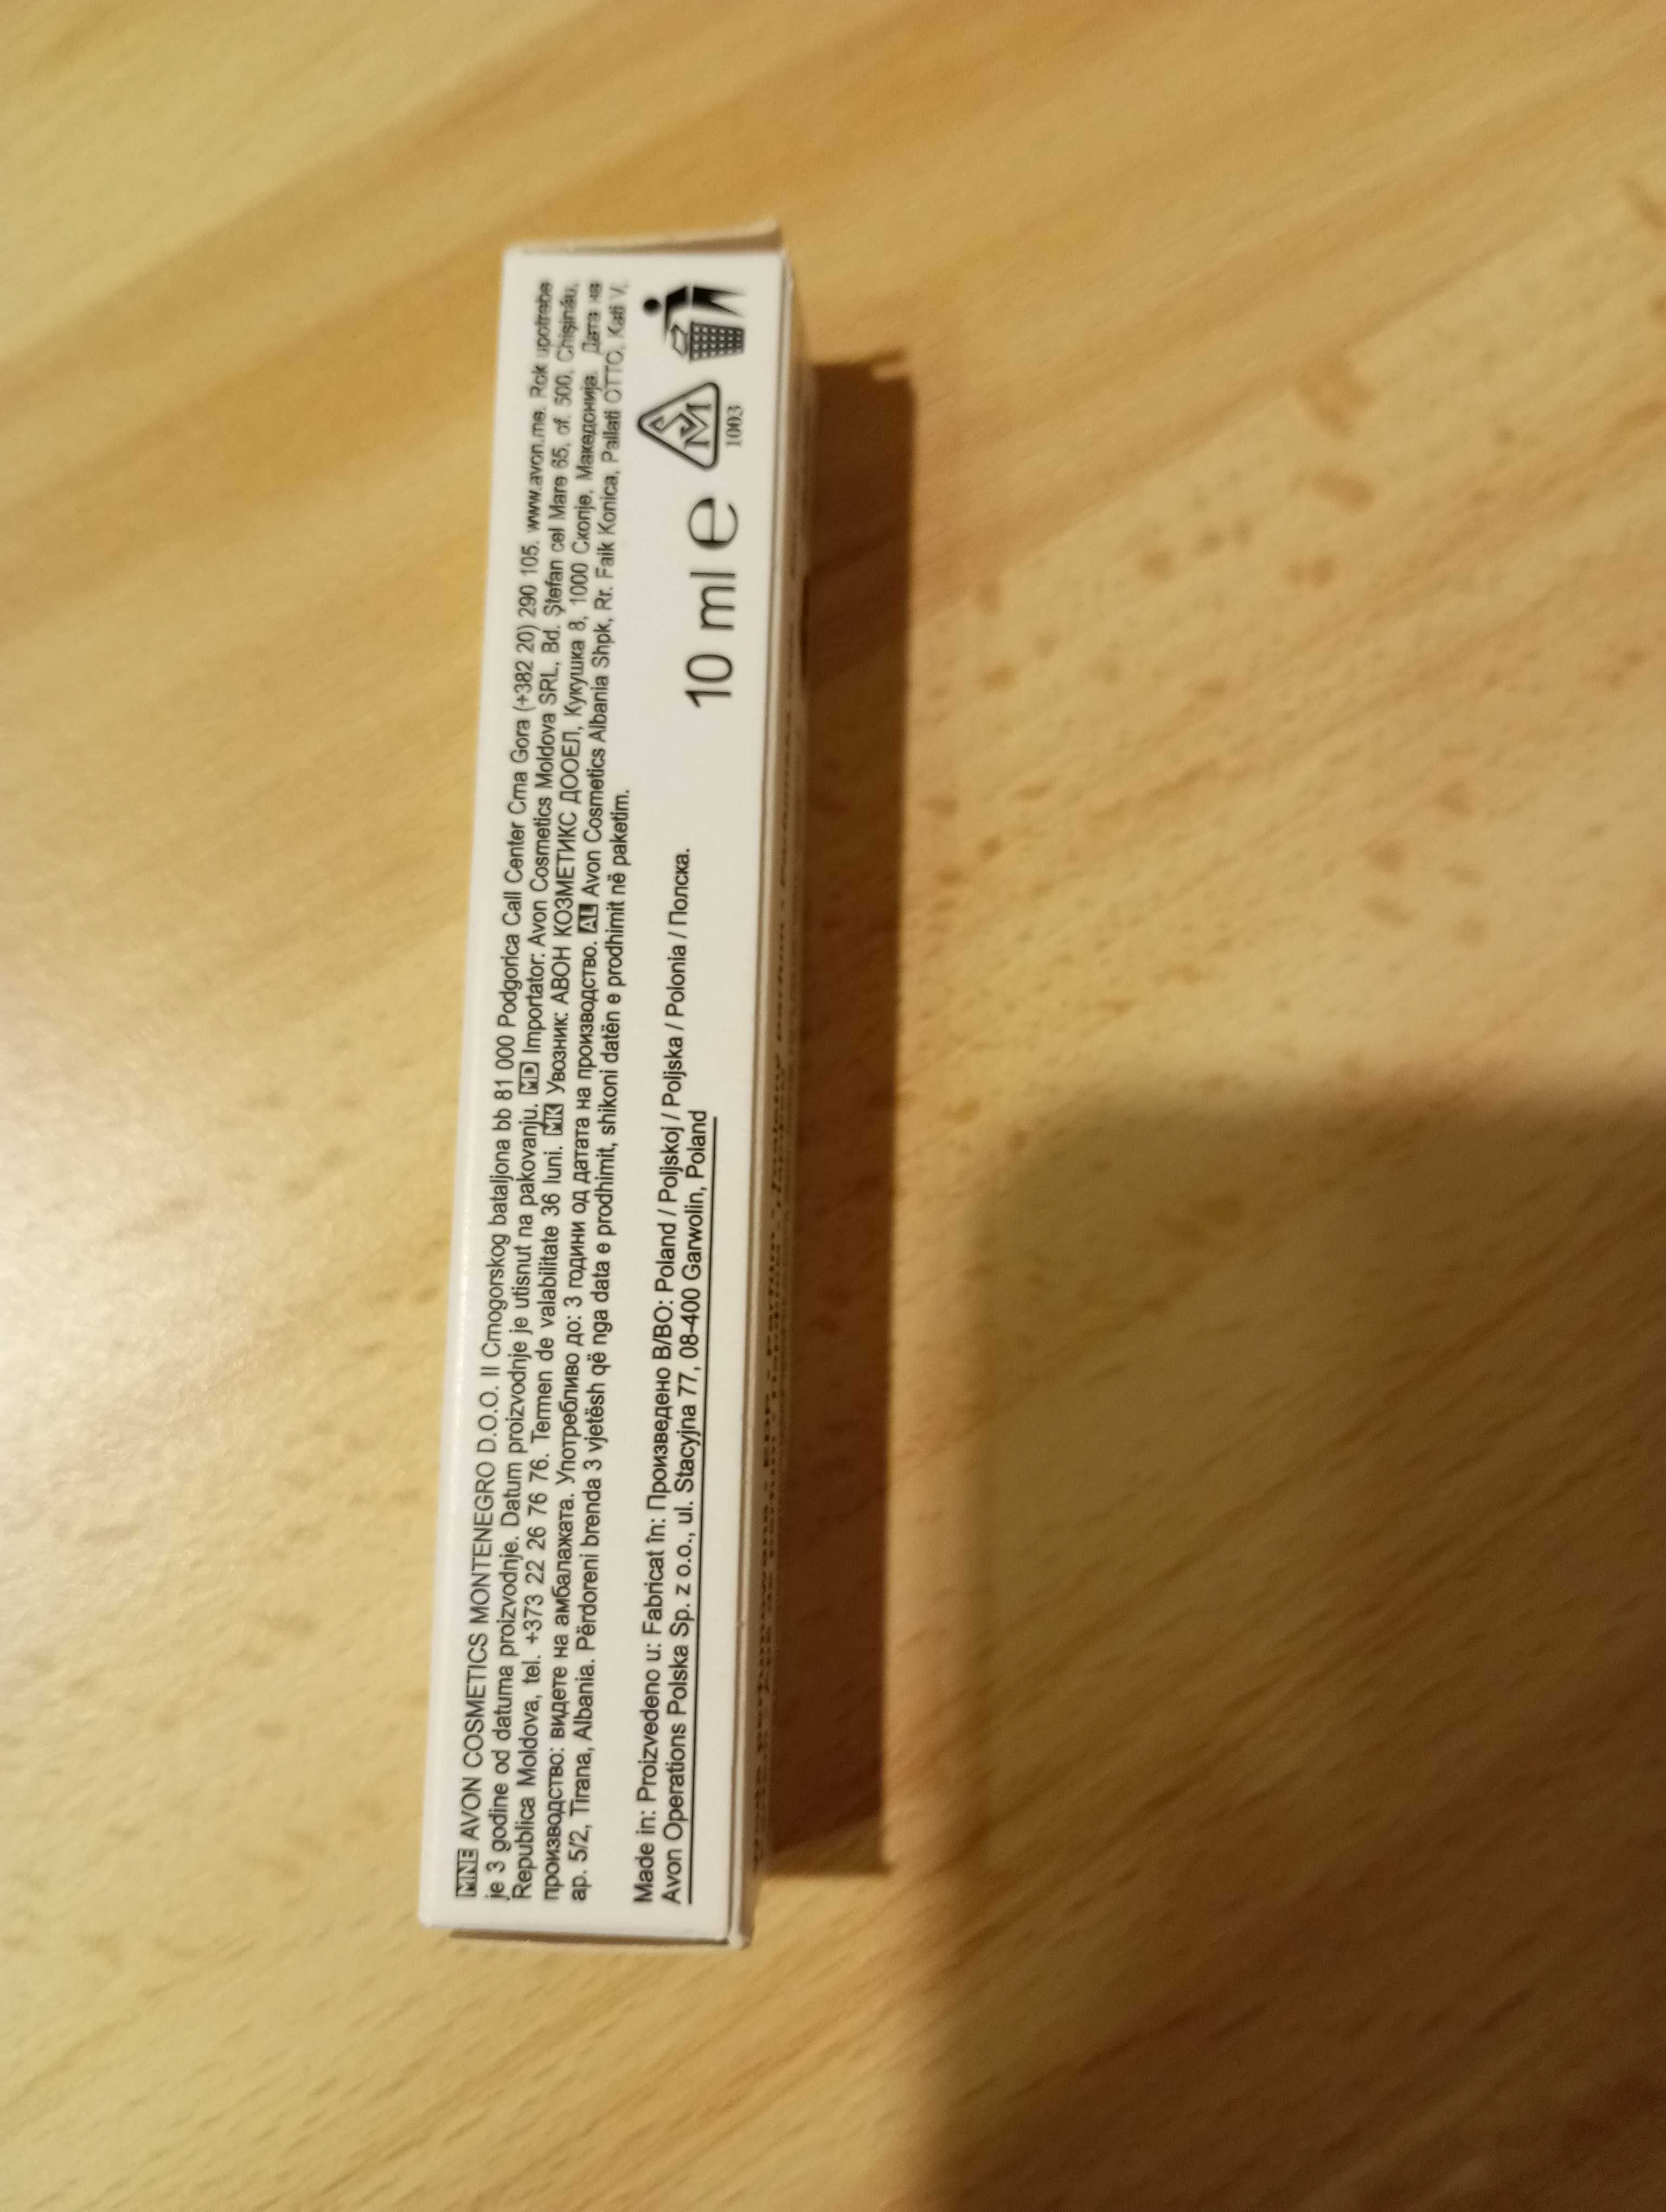 MNE AVON COSMETICS MONTENEGRO D.O.O. II Crnogorskog bataljona bb 81 000 Podgorica Call Center Crna Gora (+382 20) 290 105. www.avon.me. Rok upotrebe
je 3 godine od datuma proizvodnje. Datum proizvodnje je utisnut na pakovanju. MD Importator: Avon Cosmetics Moldova SRL, Bd. Ştefan cel Mare 65, of. 500, Chişinău,
Republica Moldova, tel. +373 22 26 76 76. Termen de valabilitate 36 luni. MK Увозник: АВОН КОЗМЕТИКС ДООЕЛ, Кукушка 8, 1000 Скопје, Македонија. Дата на
производство: видете на амбалажата. Употребливо до: 3 години од датата на производство. AL Avon Cosmetics Albania Shpk, Rr. Faik Konica, Pallati OTTO, Kati V,
ap. 5/2, Tirana, Albania. Përdoreni brenda 3 vjetësh që nga data e prodhimit, shikoni datën e prodhimit në paketim.
Made in: Proizvedeno u: Fabricat în: Произведено В/ВО: Poland / Poljskoj / Poljska / Polonia / Полска.
Avon Operations Polska Sp. z o.o., ul. Stacyjna 77, 08-400 Garwolin, Poland
10 ml e
1003